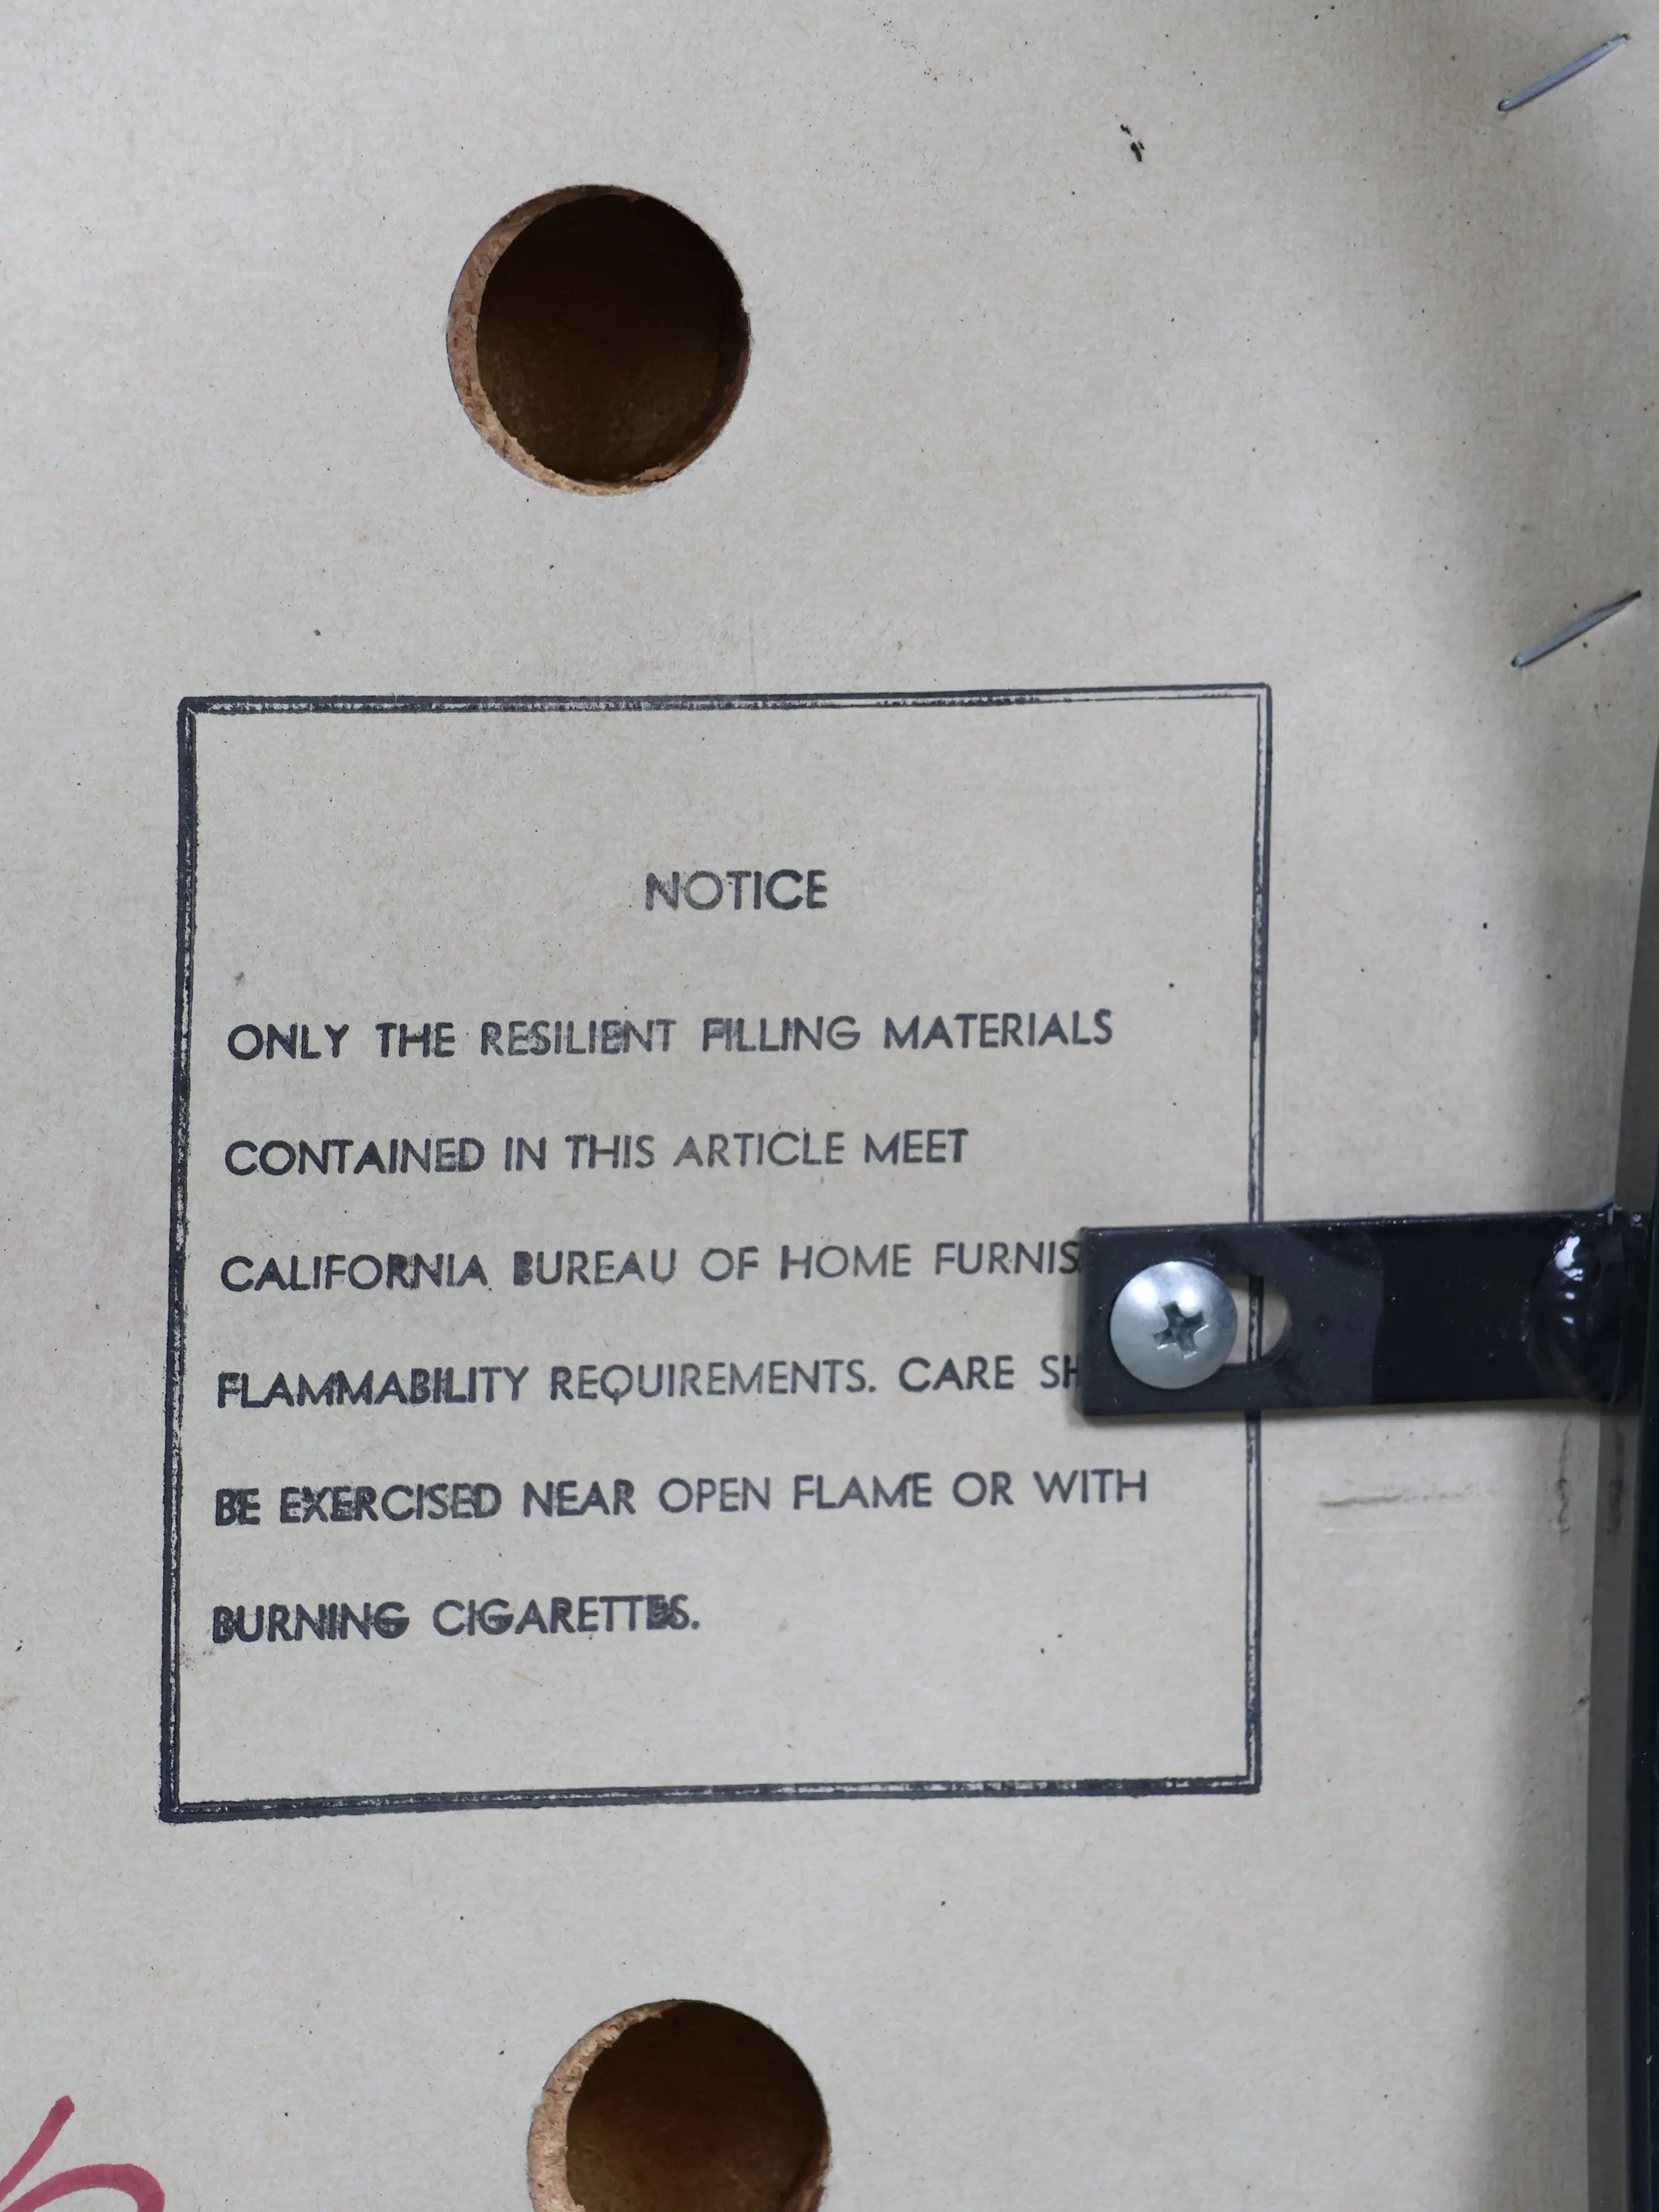 NOTICE
ONLY THE RESILIENT FILLING MATERIALS
CONTAINED IN THIS ARTICLE MEET
CALIFORNIA BUREAU OF HOME FURNIS
FLAMMABILITY REQUIREMENTS. CARE SH
BE EXERCISED NEAR OPEN FLAME OR WITH
BURNING CIGARETTES.